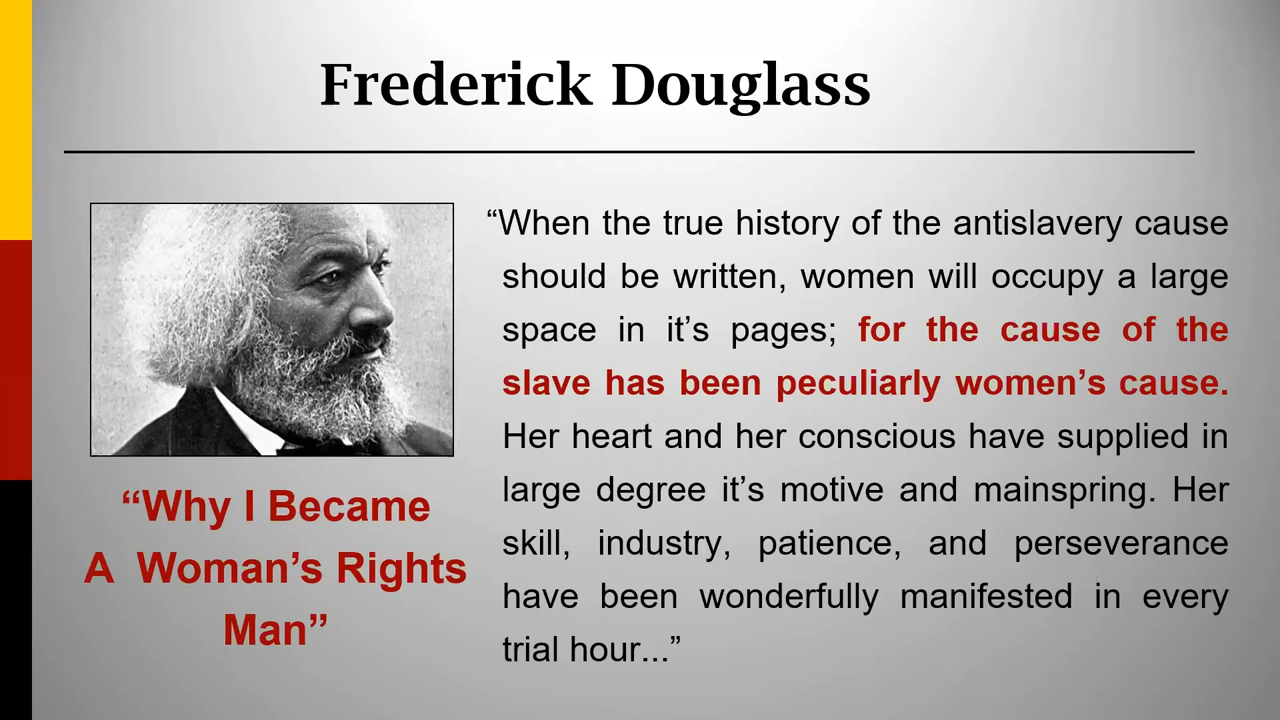 Frederick Douglass
“Why I Became
A Woman’s Rights
Man”
“When the true history of the antislavery cause
should be written, women will occupy a large
space in it’s pages; for the cause of the
slave has been peculiarly women’s cause.
Her heart and her conscious have supplied in
large degree it’s motive and mainspring. Her
skill, industry, patience, and perseverance
have been wonderfully manifested in every
trial hour...”